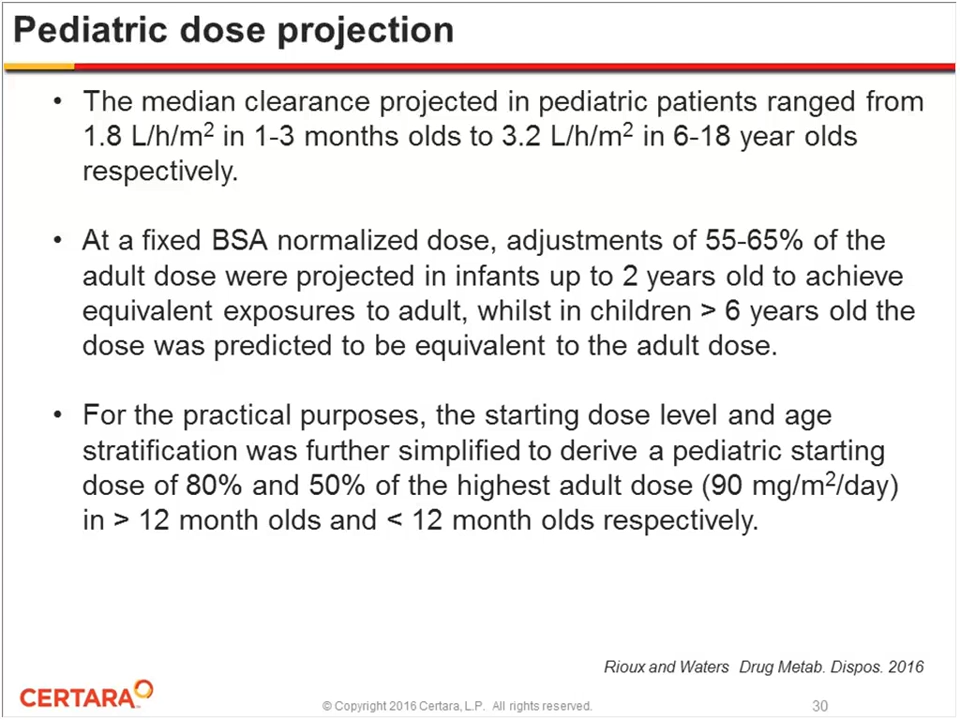 Pediatric dose projection
• The median clearance projected in pediatric patients ranged from
1.8 L/h/m² in 1-3 months olds to 3.2 L/h/m² in 6-18 year olds
respectively.
• At a fixed BSA normalized dose, adjustments of 55-65% of the
adult dose were projected in infants up to 2 years old to achieve
equivalent exposures to adult, whilst in children > 6 years old the
dose was predicted to be equivalent to the adult dose.
• For the practical purposes, the starting dose level and age
stratification was further simplified to derive a pediatric starting
dose of 80% and 50% of the highest adult dose (90 mg/m²/day)
in > 12 month olds and < 12 month olds respectively.
Rioux and Waters Drug Metab. Dispos. 2016
CERTARA™
© Copyright 2016 Certara, L.P. All rights reserved.
30